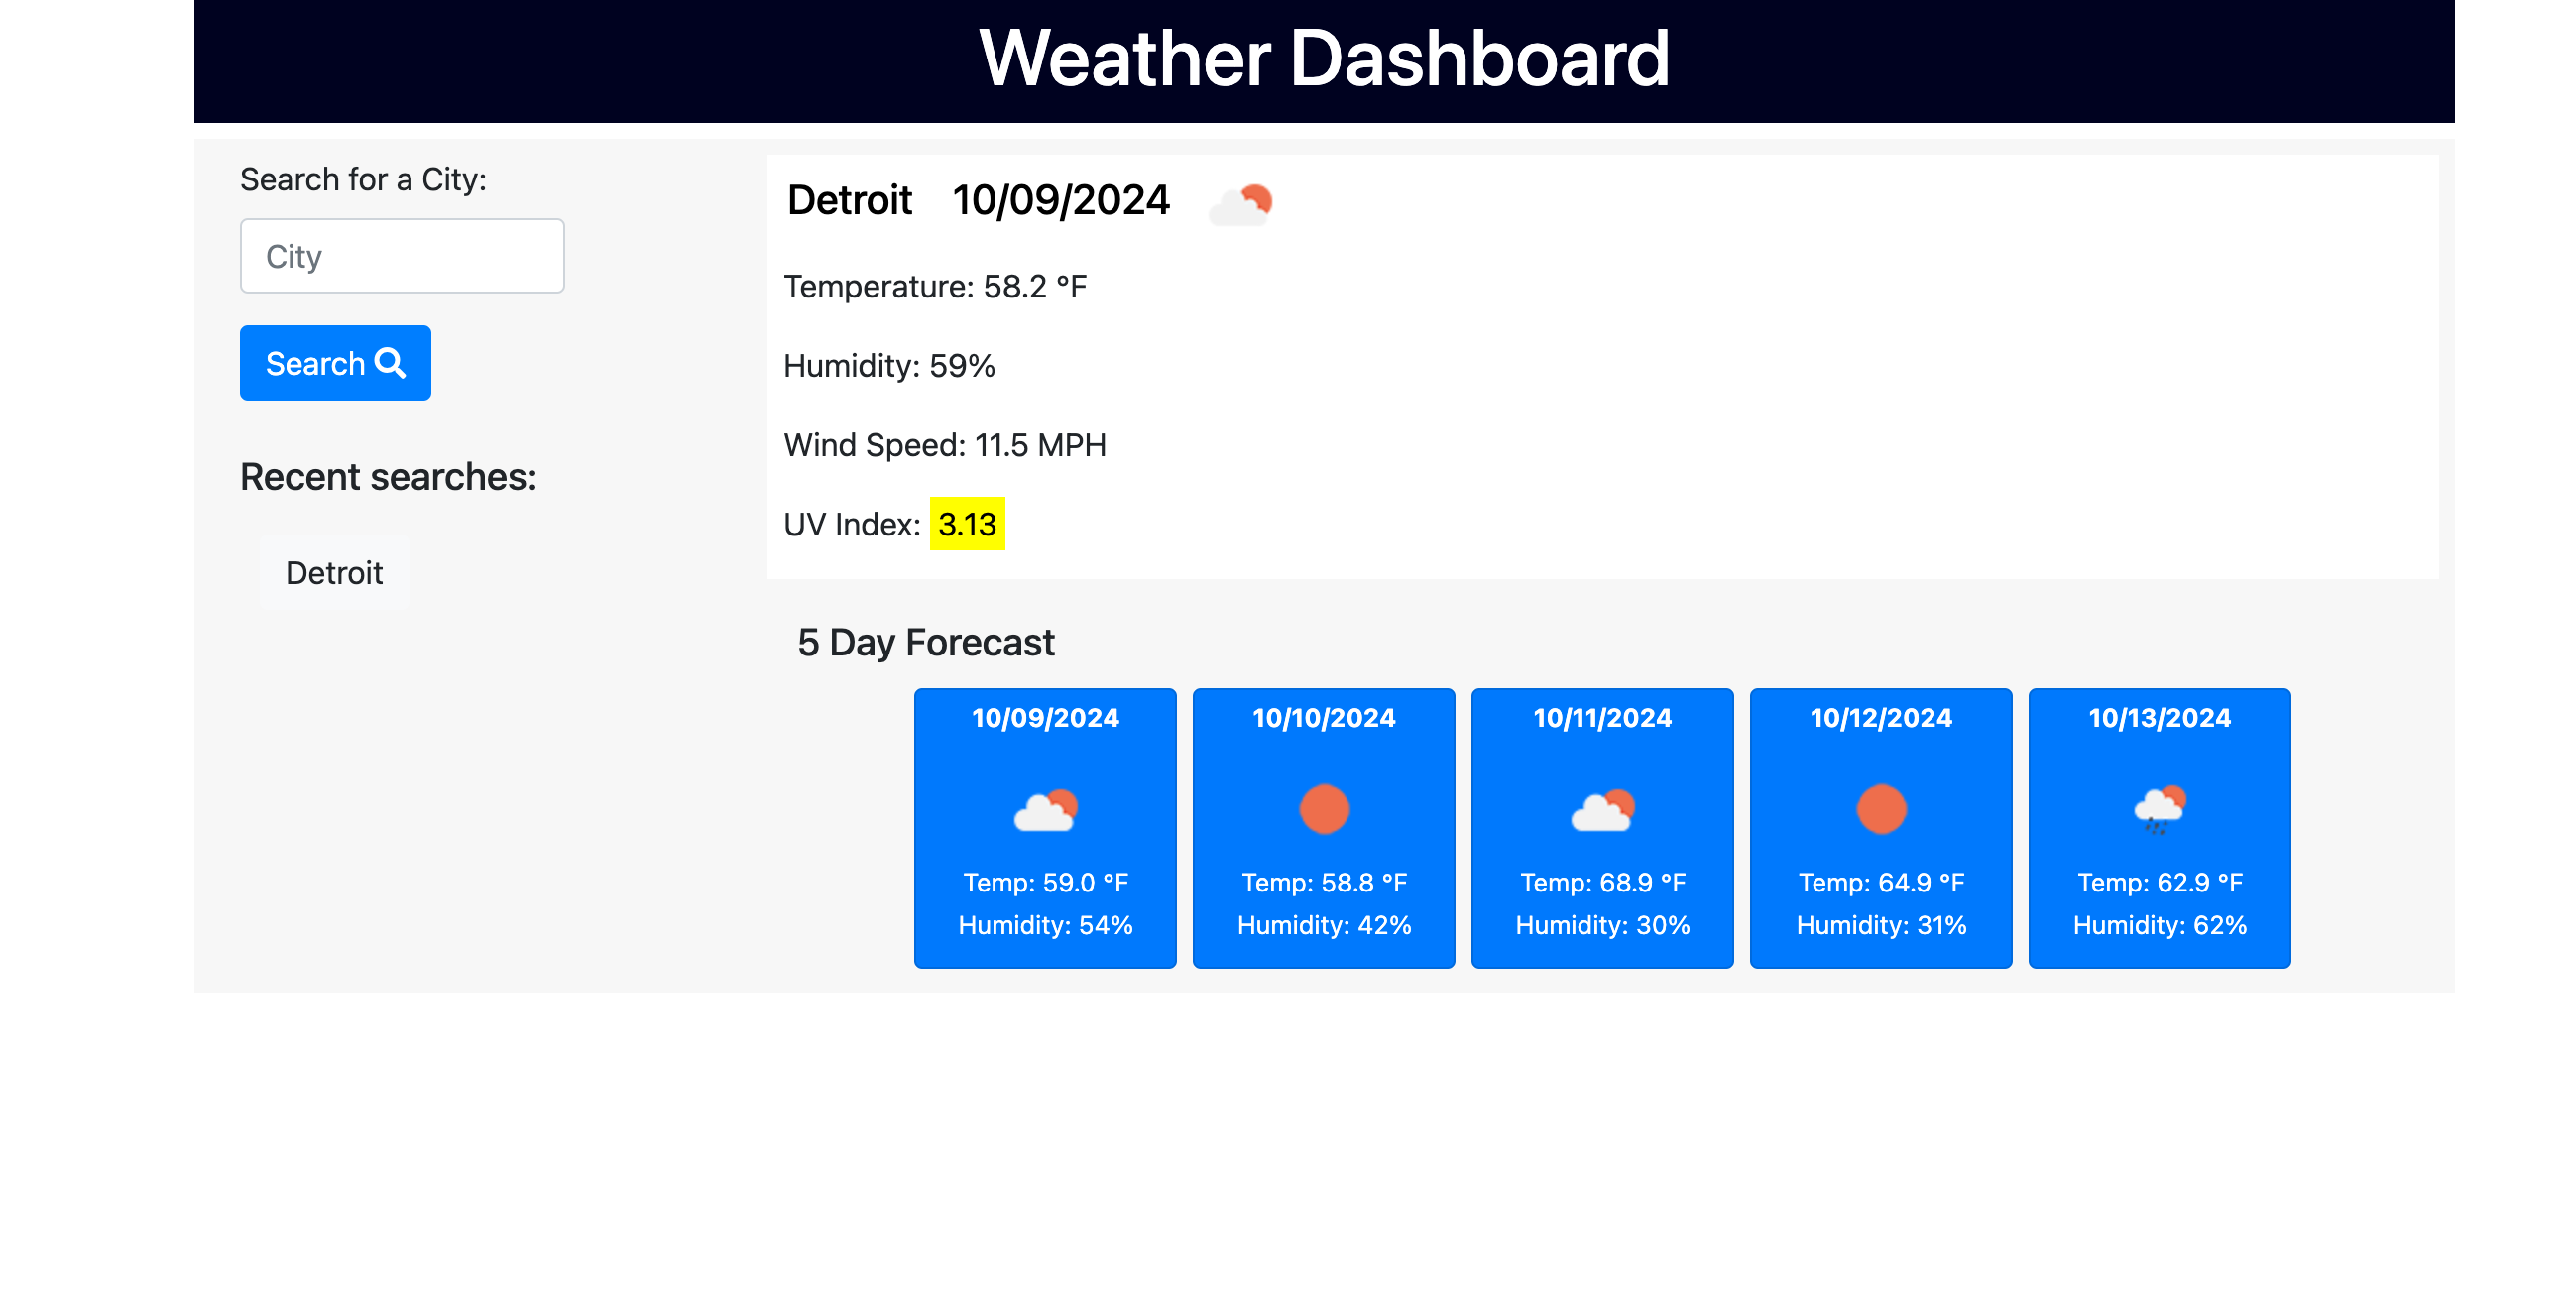 Weather Dashboard
Search for a City:
City
Search
Recent searches:
Detroit
Detroit 10/09/2024
Temperature: 58.2 °F
Humidity: 59%
Wind Speed: 11.5 MPH
UV Index: 3.13
5 Day Forecast
10/09/2024
Temp: 59.0 °F
Humidity: 54%
10/10/2024
Temp: 58.8 °F
Humidity: 42%
10/11/2024
Temp: 68.9 °F
Humidity: 30%
10/12/2024
Temp: 64.9 °F
Humidity: 31%
10/13/2024
Temp: 62.9 °F
Humidity: 62%